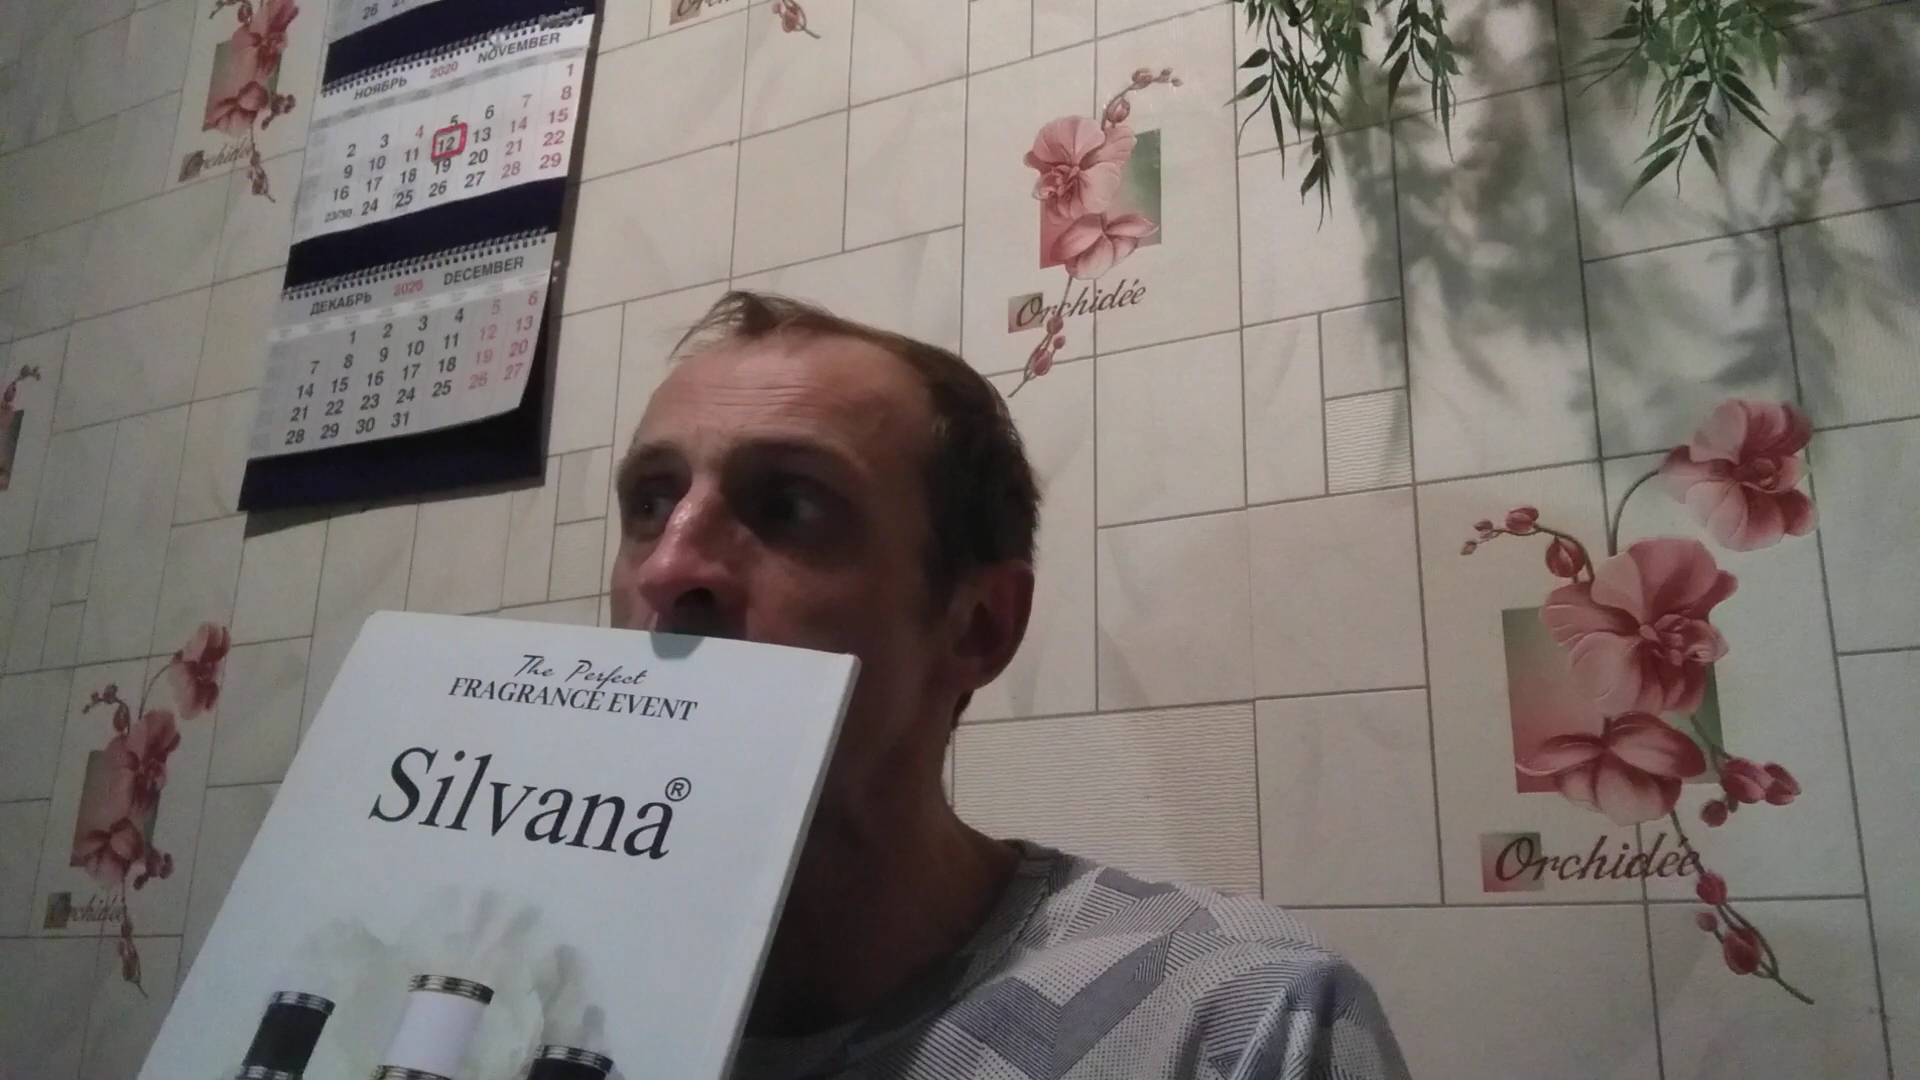 26
НОЯБРЬ 2020 NOVEMBER
1
2 3 4 5 6 7 8
9 10 11 12 13 14 15
16 17 18 19 20 21 22
23/30 24 25 26 27 28 29
ДЕКАБРЬ 2020 DECEMBER
1 2 3 4 5 6
7 8 9 10 11 12 13
14 15 16 17 18 19 20
21 22 23 24 25 26 27
28 29 30 31
Orchidée
Orchidée
Orchidée
Orchidée
The Perfect
FRAGRANCE EVENT
Silvana®